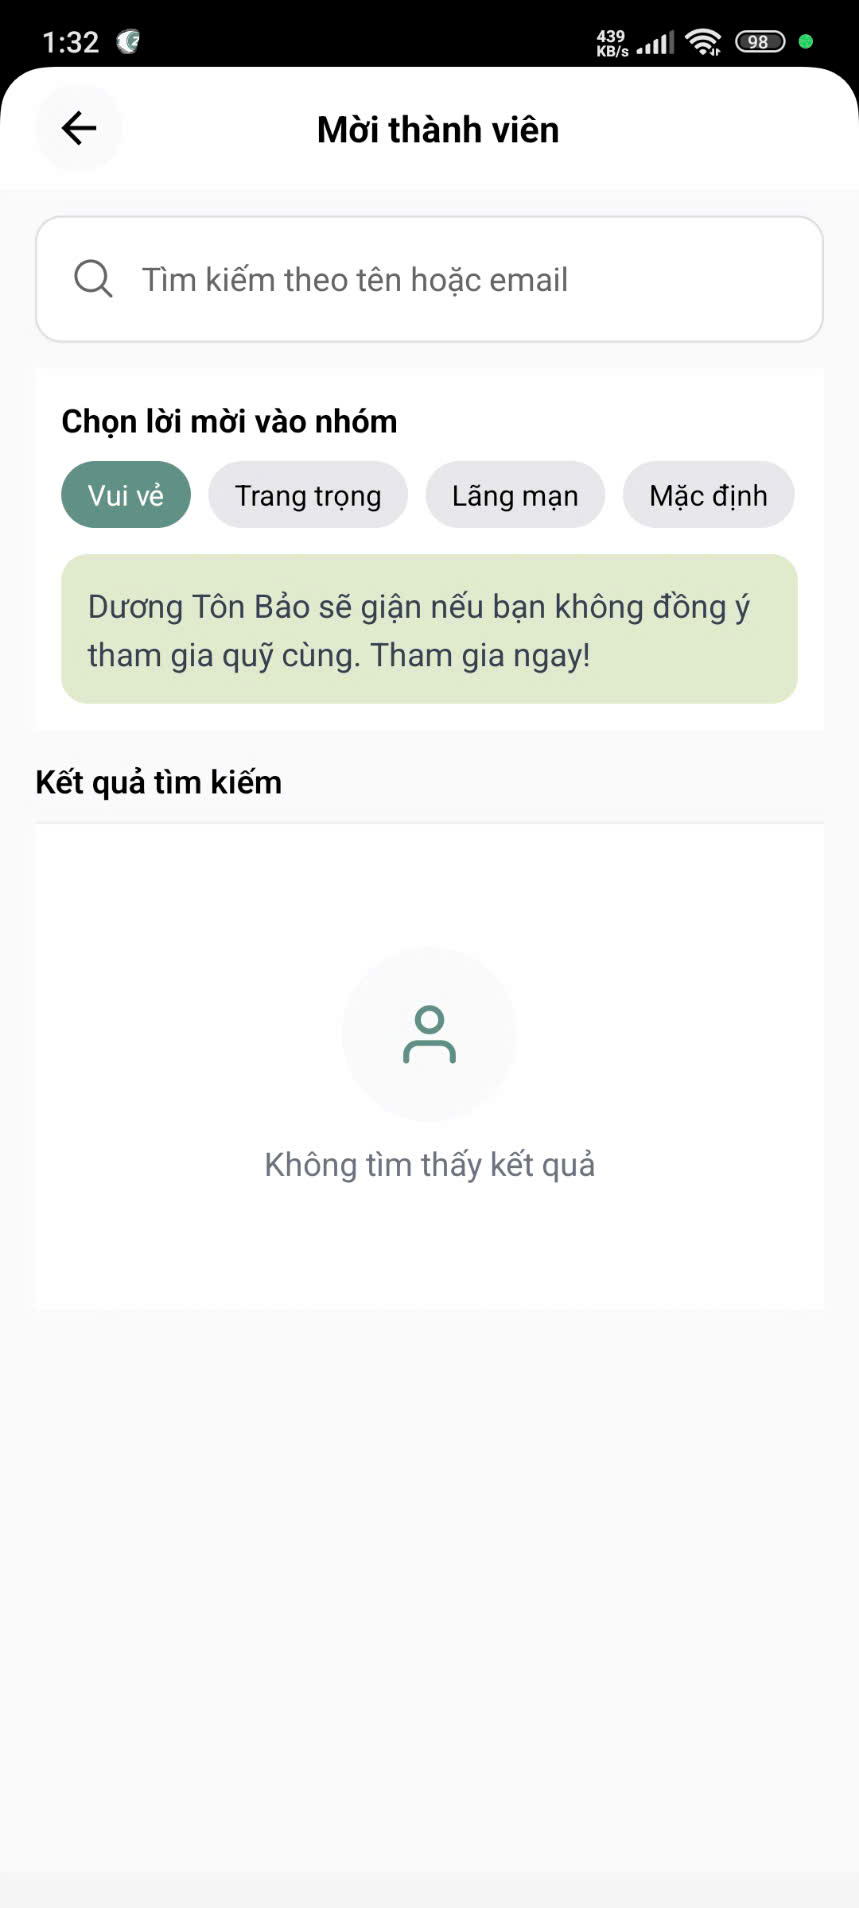 1:32
439
KB/s
98
Mời thành viên
Tìm kiếm theo tên hoặc email
Chọn lời mời vào nhóm
Vui vẻ
Trang trọng
Lãng mạn
Mặc định
Dương Tôn Bảo sẽ giận nếu bạn không đồng ý
tham gia quỹ cùng. Tham gia ngay!
Kết quả tìm kiếm
Không tìm thấy kết quả